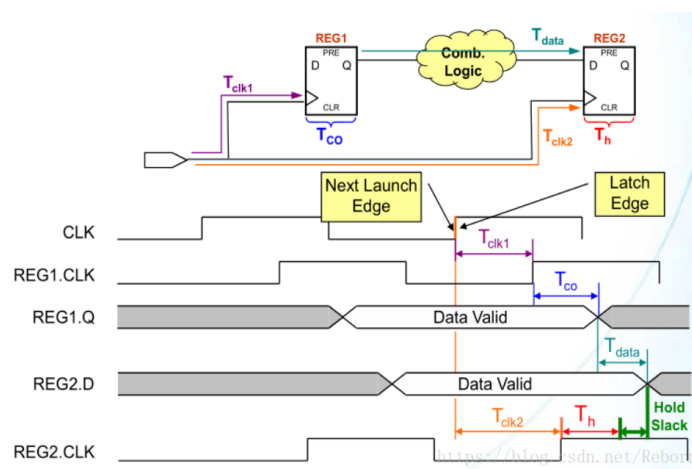 REG1
PRE
D Q
CLR
Comb.
Logic
Tdata
REG2
PRE
D Q
CLR
Tclk1
TCO
Tclk2
Th
Next Launch
Edge
Latch
Edge
CLK
Tclk1
REG1.CLK
Tco
REG1.Q
Data Valid
Tdata
REG2.D
Data Valid
Hold
Slack
Tclk2
Th
REG2.CLK
https://blog.csdn.net/Reborn